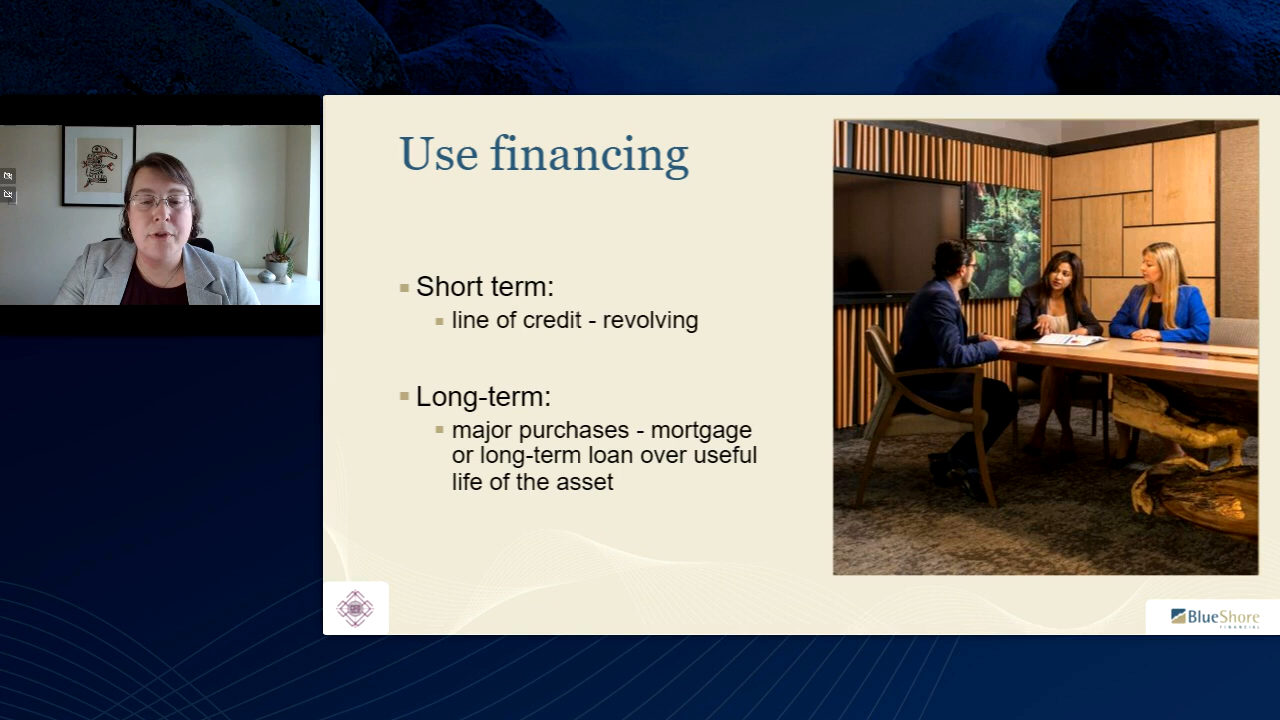 Use financing
Short term:
line of credit - revolving
Long-term:
major purchases - mortgage
or long-term loan over useful
life of the asset
BlueShore
FINANCIAL